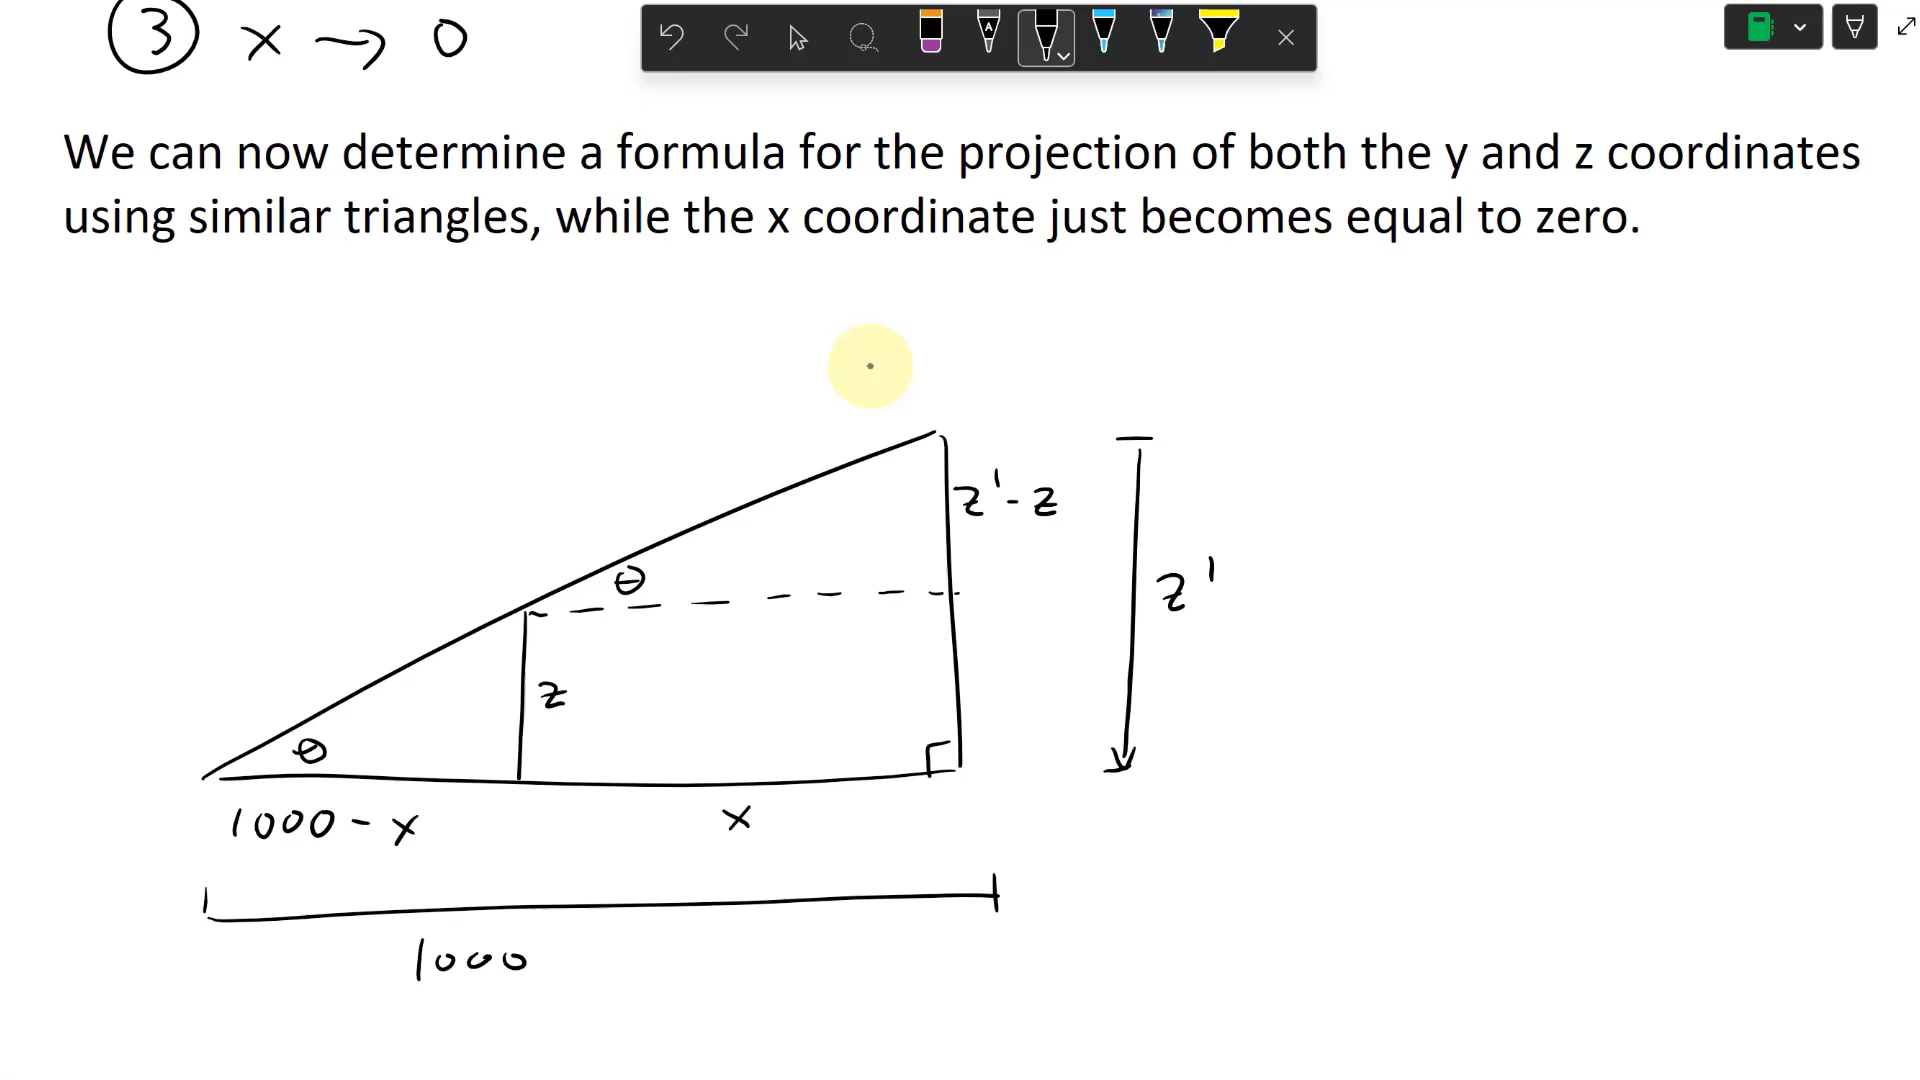 ③ x → 0
We can now determine a formula for the projection of both the y and z coordinates
using similar triangles, while the x coordinate just becomes equal to zero.
z' - z
θ
z'
z
θ
1000 - x
x
1000